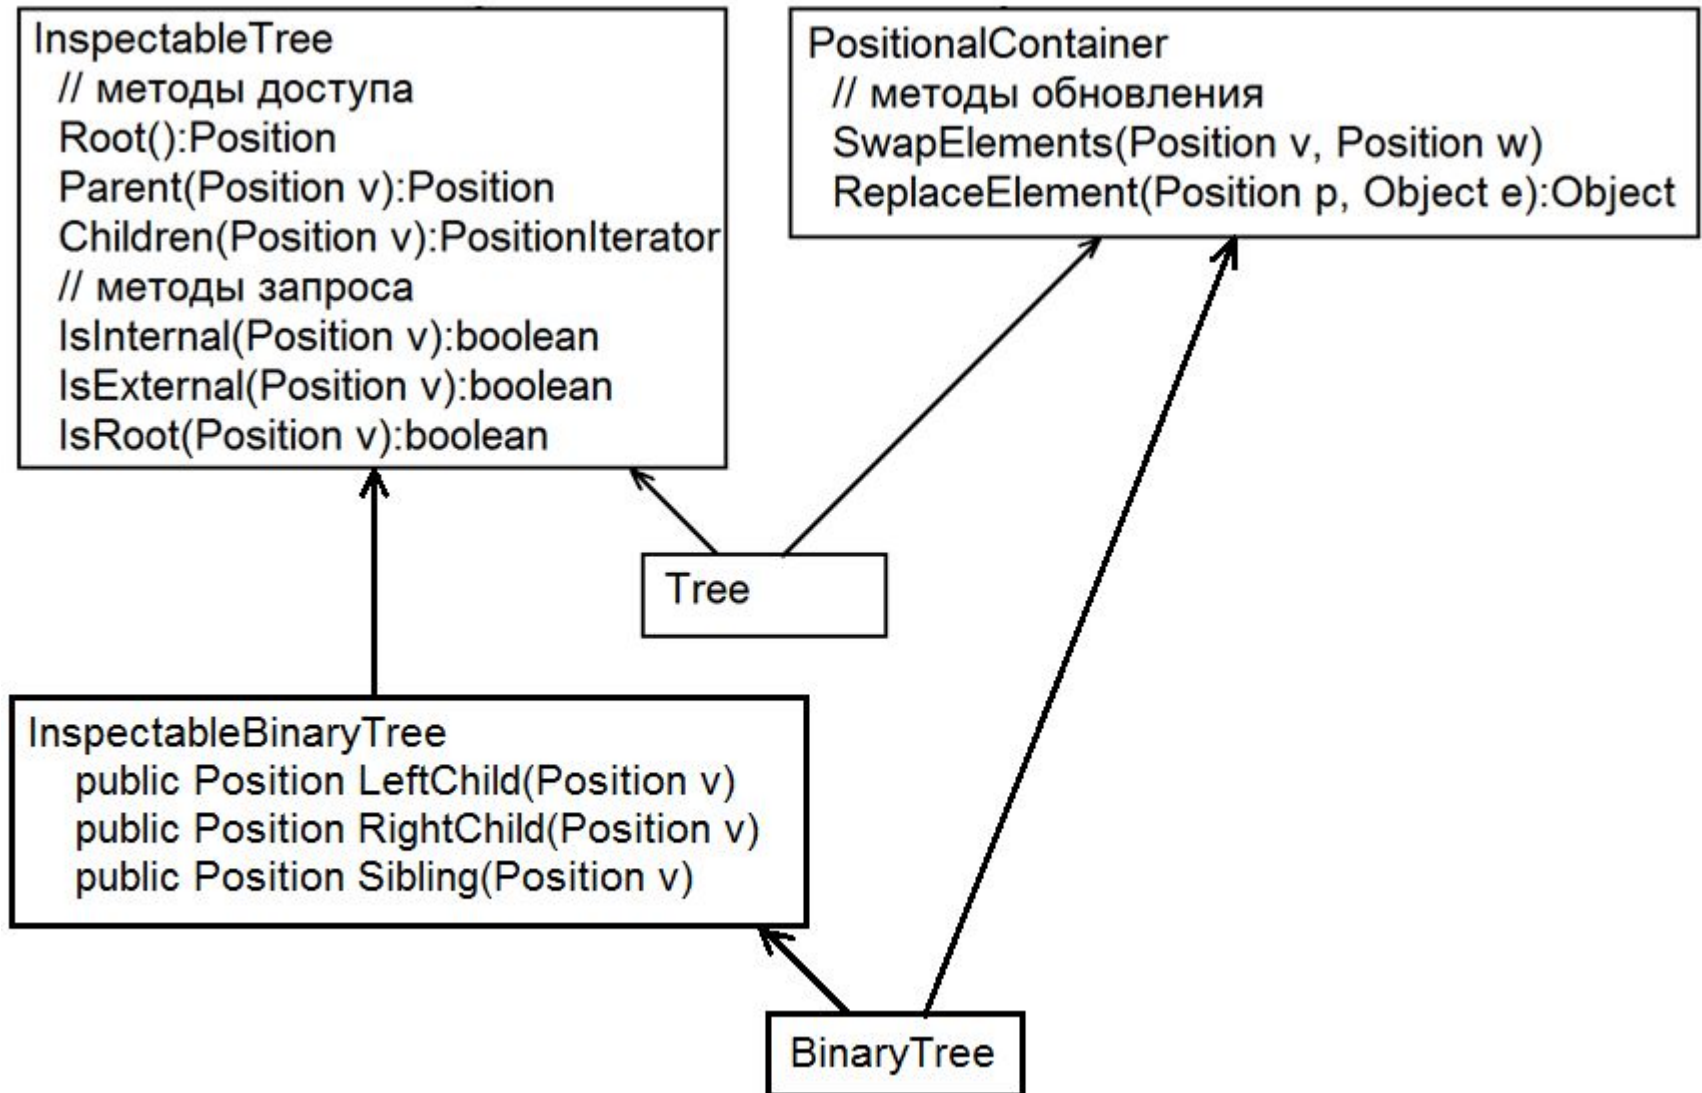 InspectableTree
// методы доступа
Root():Position
Parent(Position v):Position
Children(Position v):PositionIterator
// методы запроса
IsInternal(Position v):boolean
IsExternal(Position v):boolean
IsRoot(Position v):boolean
PositionalContainer
// методы обновления
SwapElements(Position v, Position w)
ReplaceElement(Position p, Object e):Object
Tree
InspectableBinaryTree
public Position LeftChild(Position v)
public Position RightChild(Position v)
public Position Sibling(Position v)
BinaryTree